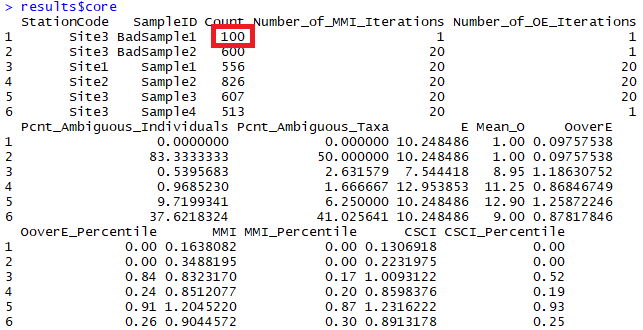 > results$core
StationCode SampleID Count Number_of_MMI_Iterations Number_of_OE_Iterations
1 Site3 BadSample1 100 1 1
2 Site3 BadSample2 600 20 1
3 Site1 Sample1 556 20 20
4 Site2 Sample2 826 20 20
5 Site3 Sample3 607 20 20
6 Site3 Sample4 513 20 1
Pcnt_Ambiguous_Individuals Pcnt_Ambiguous_Taxa E Mean_O OoverE
1 0.0000000 0.000000 10.248486 1.00 0.09757538
2 83.3333333 50.000000 10.248486 1.00 0.09757538
3 0.5395683 2.631579 7.544418 8.95 1.18630752
4 0.9685230 1.666667 12.953853 11.25 0.86846749
5 9.7199341 6.250000 10.248486 12.90 1.25872246
6 37.6218324 41.025641 10.248486 9.00 0.87817846
OoverE_Percentile MMI MMI_Percentile CSCI CSCI_Percentile
1 0.00 0.1638082 0.00 0.1306918 0.00
2 0.00 0.3488195 0.00 0.2231975 0.00
3 0.84 0.8323170 0.17 1.0093122 0.52
4 0.24 0.8512077 0.20 0.8598376 0.19
5 0.91 1.2045220 0.87 1.2316222 0.93
6 0.26 0.9044572 0.30 0.8913178 0.25